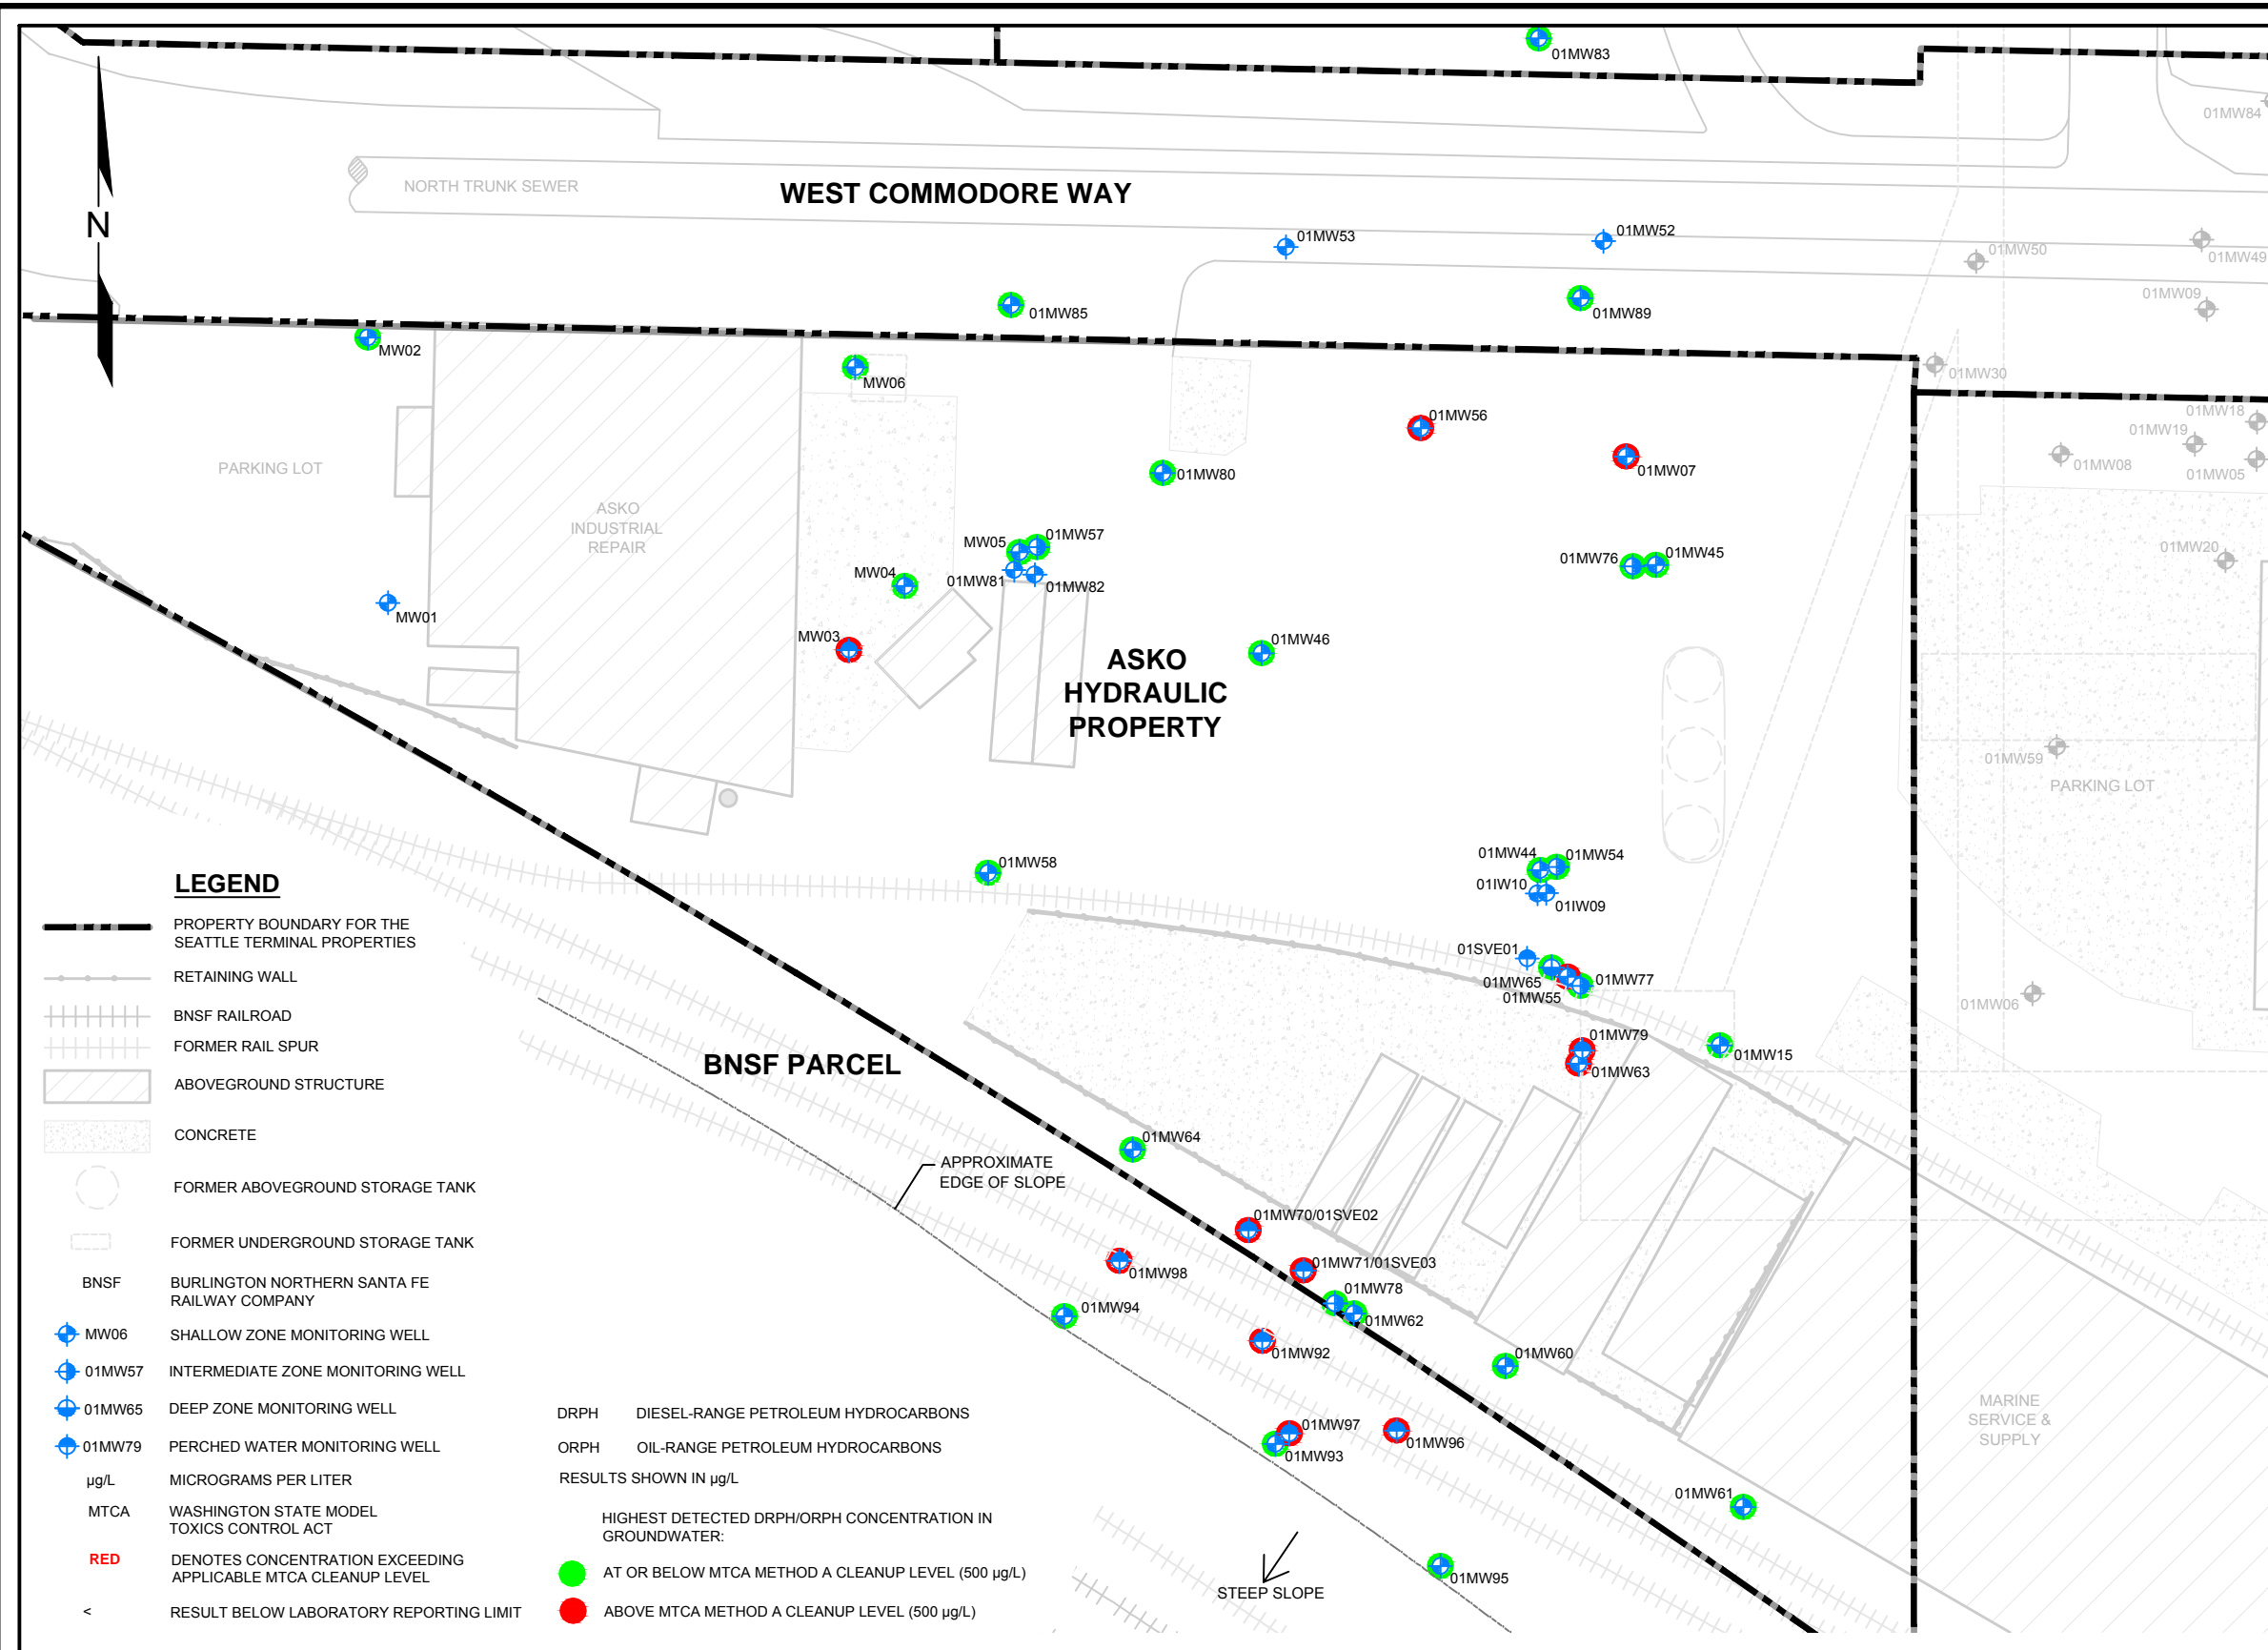 01MW83
01MW84
NORTH TRUNK SEWER
WEST COMMODORE WAY
N
01MW53
01MW52
01MW50
01MW49
01MW09
01MW85
01MW89
MW02
MW06
01MW30
01MW56
01MW18
01MW19
01MW08
01MW05
01MW07
PARKING LOT
01MW80
ASKO
INDUSTRIAL
REPAIR
MW05
01MW57
01MW76
01MW45
01MW20
MW04
01MW81
01MW82
MW01
MW03
01MW46
ASKO
HYDRAULIC
PROPERTY
01MW59
PARKING LOT
01MW58
01MW44
01MW54
01IW10
01IW09
01SVE01
01MW65
01MW77
01MW55
01MW06
01MW79
01MW15
01MW63
BNSF PARCEL
01MW64
APPROXIMATE
EDGE OF SLOPE
01MW70/01SVE02
01MW98
01MW71/01SVE03
01MW78
01MW94
01MW62
01MW92
01MW60
01MW97
01MW96
01MW93
MARINE
SERVICE &
SUPPLY
01MW61
01MW95
STEEP SLOPE
LEGEND
PROPERTY BOUNDARY FOR THE
SEATTLE TERMINAL PROPERTIES
RETAINING WALL
BNSF RAILROAD
FORMER RAIL SPUR
ABOVEGROUND STRUCTURE
CONCRETE
FORMER ABOVEGROUND STORAGE TANK
FORMER UNDERGROUND STORAGE TANK
BNSF BURLINGTON NORTHERN SANTA FE
RAILWAY COMPANY
MW06 SHALLOW ZONE MONITORING WELL
01MW57 INTERMEDIATE ZONE MONITORING WELL
01MW65 DEEP ZONE MONITORING WELL
01MW79 PERCHED WATER MONITORING WELL
µg/L MICROGRAMS PER LITER
MTCA WASHINGTON STATE MODEL
TOXICS CONTROL ACT
RED DENOTES CONCENTRATION EXCEEDING
APPLICABLE MTCA CLEANUP LEVEL
< RESULT BELOW LABORATORY REPORTING LIMIT
DRPH DIESEL-RANGE PETROLEUM HYDROCARBONS
ORPH OIL-RANGE PETROLEUM HYDROCARBONS
RESULTS SHOWN IN µg/L
HIGHEST DETECTED DRPH/ORPH CONCENTRATION IN
GROUNDWATER:
AT OR BELOW MTCA METHOD A CLEANUP LEVEL (500 µg/L)
ABOVE MTCA METHOD A CLEANUP LEVEL (500 µg/L)